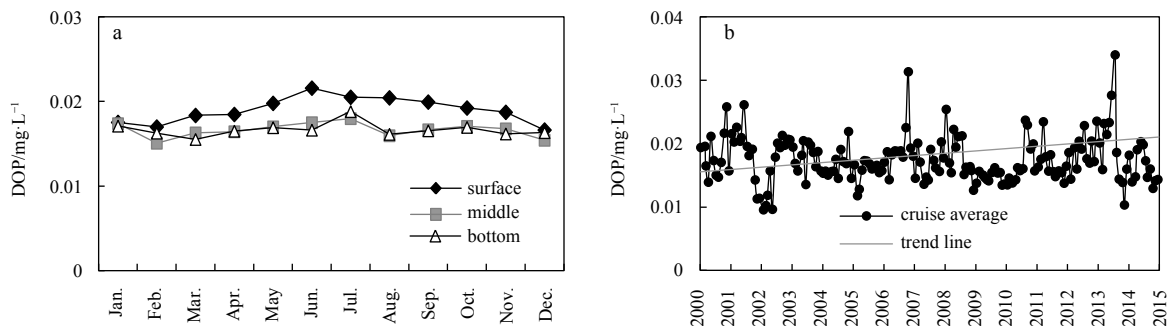 a
0.03
0.02
0.01
0
DOP/mg·L⁻¹
surface
middle
bottom
Jan.
Feb.
Mar.
Apr.
May
Jun.
Jul.
Aug.
Sep.
Oct.
Nov.
Dec.
b
0.04
0.03
0.02
0.01
0
DOP/mg·L⁻¹
cruise average
trend line
2000
2001
2002
2003
2004
2005
2006
2007
2008
2009
2010
2011
2012
2013
2014
2015